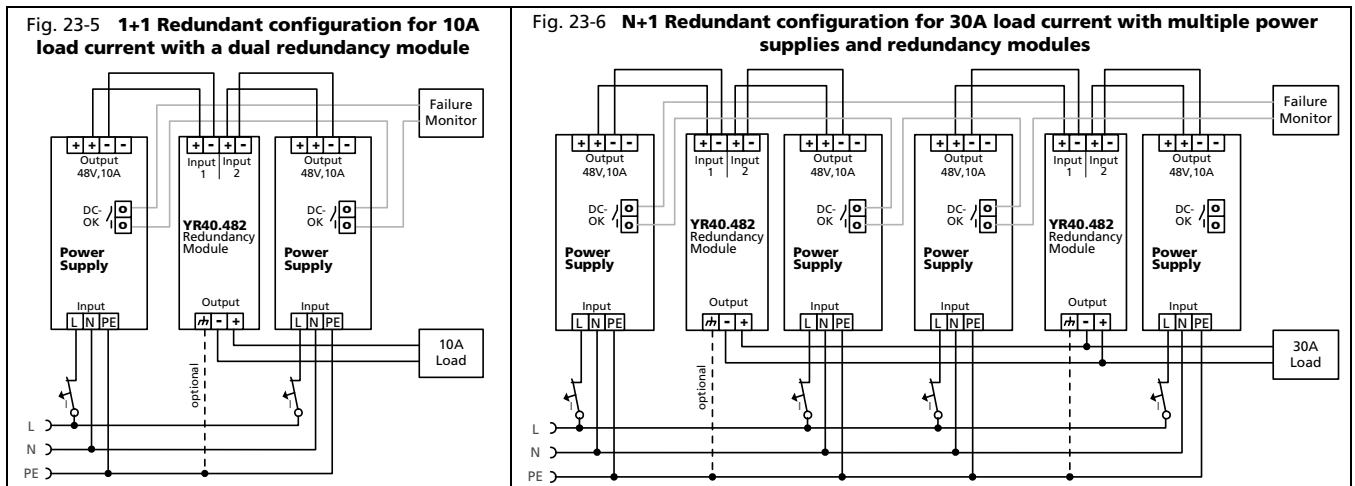 Fig. 23-5 1+1 Redundant configuration for 10A
load current with a dual redundancy module
Failure
Monitor
+ + - -
Output
48V,10A
DC-
OK
Power
Supply
Input
L N PE
+ - + -
Input Input
1 2
YR40.482
Redundancy
Module
Output
- +
optional
+ + - -
Output
48V,10A
DC-
OK
Power
Supply
Input
L N PE
10A
Load
I
I
L
N
PE
Fig. 23-6 N+1 Redundant configuration for 30A load current with multiple power
supplies and redundancy modules
Failure
Monitor
+ + - -
Output
48V,10A
DC-
OK
Power
Supply
Input
L N PE
+ - + -
Input Input
1 2
YR40.482
Redundancy
Module
Output
- +
optional
+ + - -
Output
48V,10A
DC-
OK
Power
Supply
Input
L N PE
+ + - -
Output
48V,10A
DC-
OK
Power
Supply
Input
L N PE
+ - + -
Input Input
1 2
YR40.482
Redundancy
Module
Output
- +
optional
+ + - -
Output
48V,10A
DC-
OK
Power
Supply
Input
L N PE
30A
Load
I
I
I
I
L
N
PE